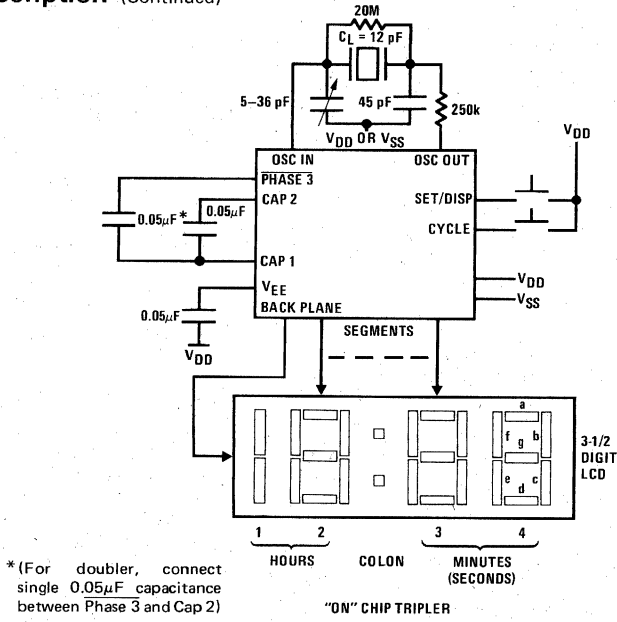 scription (Continued)
20M
C_L = 12 pF
5–36 pF
45 pF
250k
V_DD OR V_SS
V_DD
OSC IN
OSC OUT
PHASE 3
CAP 2
0.05μF*
0.05μF
SET/DISP
CYCLE
CAP 1
V_EE
V_DD
V_SS
BACK PLANE
0.05μF
V_DD
SEGMENTS
a
f
g
b
e
c
d
3-1/2
DIGIT
LCD
1
2
3
4
HOURS
COLON
MINUTES
(SECONDS)
*(For doubler, connect
single 0.05μF capacitance
between Phase 3 and Cap 2)
"ON" CHIP TRIPLER